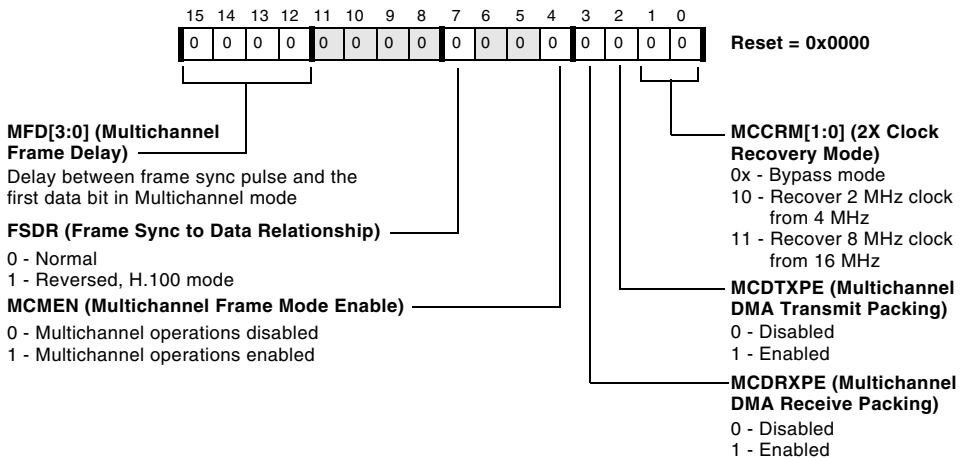 15 14 13 12 11 10 9 8 7 6 5 4 3 2 1 0
0 0 0 0 0 0 0 0 0 0 0 0 0 0 0 0
Reset = 0x0000
MFD[3:0] (Multichannel
Frame Delay)
Delay between frame sync pulse and the
first data bit in Multichannel mode
FSDR (Frame Sync to Data Relationship)
0 - Normal
1 - Reversed, H.100 mode
MCMEN (Multichannel Frame Mode Enable)
0 - Multichannel operations disabled
1 - Multichannel operations enabled
MCCRM[1:0] (2X Clock
Recovery Mode)
0x - Bypass mode
10 - Recover 2 MHz clock
from 4 MHz
11 - Recover 8 MHz clock
from 16 MHz
MCDTXPE (Multichannel
DMA Transmit Packing)
0 - Disabled
1 - Enabled
MCDRXPE (Multichannel
DMA Receive Packing)
0 - Disabled
1 - Enabled